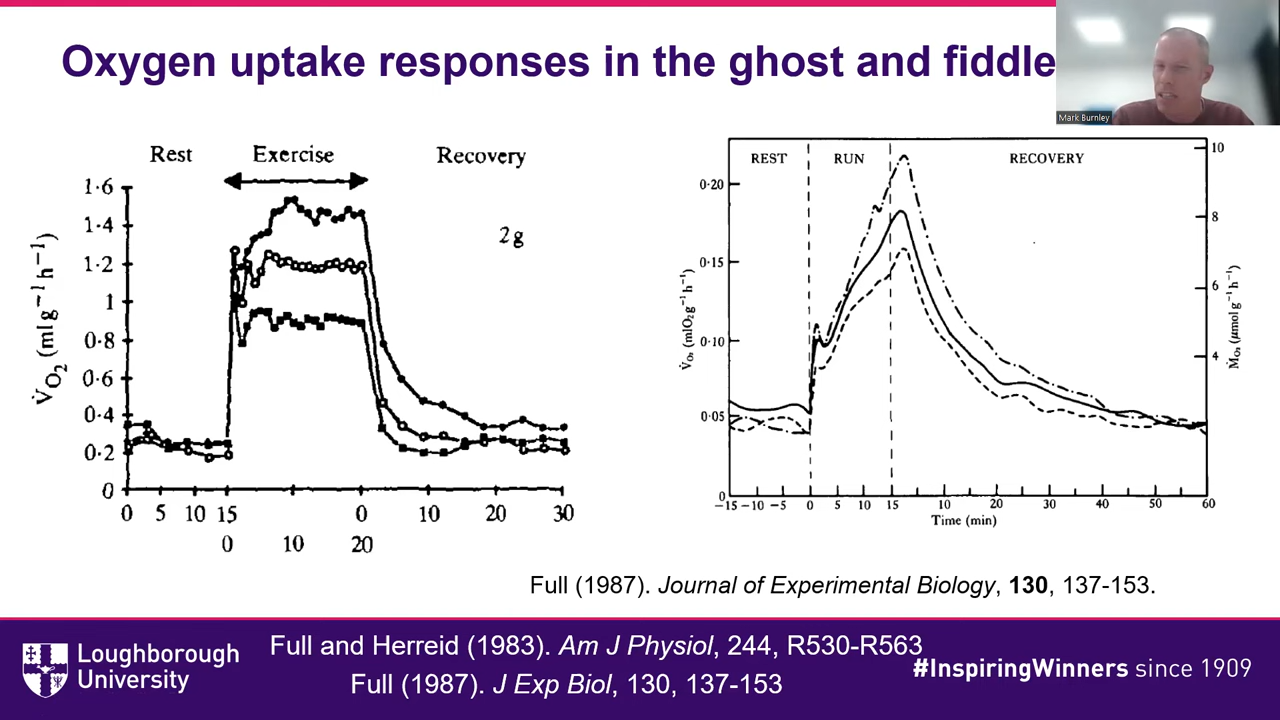 Oxygen uptake responses in the ghost and fiddle
Mark Burnley
Rest Exercise Recovery
1·6
1·4
1·2
1
0·8
0·6
0·4
0·2
0
V̇O₂ (ml g⁻¹ h⁻¹)
2g
0 5 10 15 0 10 20 30
0 10 20
REST RUN RECOVERY
0·20
0·15
0·10
0·05
0
V̇O₂ (mlO₂g⁻¹h⁻¹)
10
8
6
4
ṀO₂ (μmol g⁻¹ h⁻¹)
−15 −10 −5 0 5 10 15 10 20 30 40 50 60
Time (min)
Full (1987). Journal of Experimental Biology, 130, 137-153.
Loughborough
University
Full and Herreid (1983). Am J Physiol, 244, R530-R563
Full (1987). J Exp Biol, 130, 137-153
#InspiringWinners since 1909